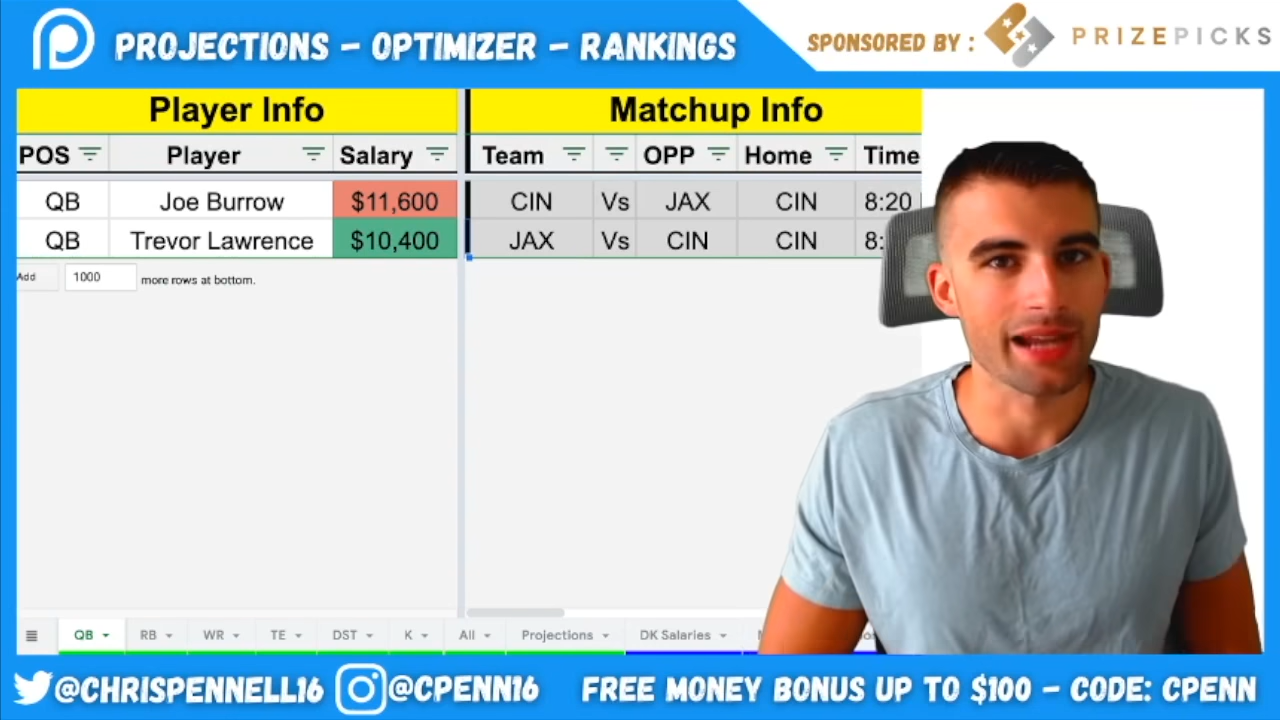 PROJECTIONS - OPTIMIZER - RANKINGS
SPONSORED BY : PRIZEPICKS
Player Info Matchup Info
POS Player Salary Team OPP Home Time
QB Joe Burrow $11,600 CIN Vs JAX CIN 8:20
QB Trevor Lawrence $10,400 JAX Vs CIN CIN 8:
Add 1000 more rows at bottom.
QB RB WR TE DST K All Projections DK Salaries
@CHRISPENNELL16 @CPENN16 FREE MONEY BONUS UP TO $100 - CODE: CPENN